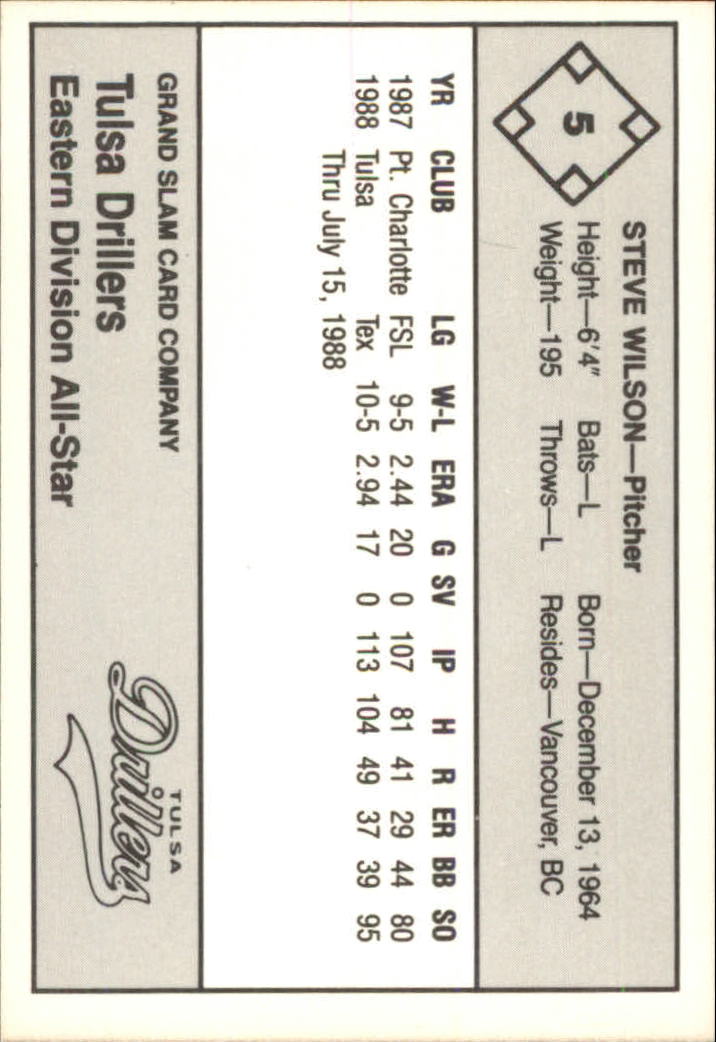 5
STEVE WILSON—Pitcher
Height—6'4" Bats—L Born—December 13, 1964
Weight—195 Throws—L Resides—Vancouver, BC
YR CLUB LG W-L ERA G SV IP H R ER BB SO
1987 Pt. Charlotte FSL 9-5 2.44 20 0 107 81 41 29 44 80
1988 Tulsa Tex 10-5 2.94 17 0 113 104 49 37 39 95
Thru July 15, 1988
GRAND SLAM CARD COMPANY
Tulsa Drillers
Eastern Division All-Star
TULSA
Drillers